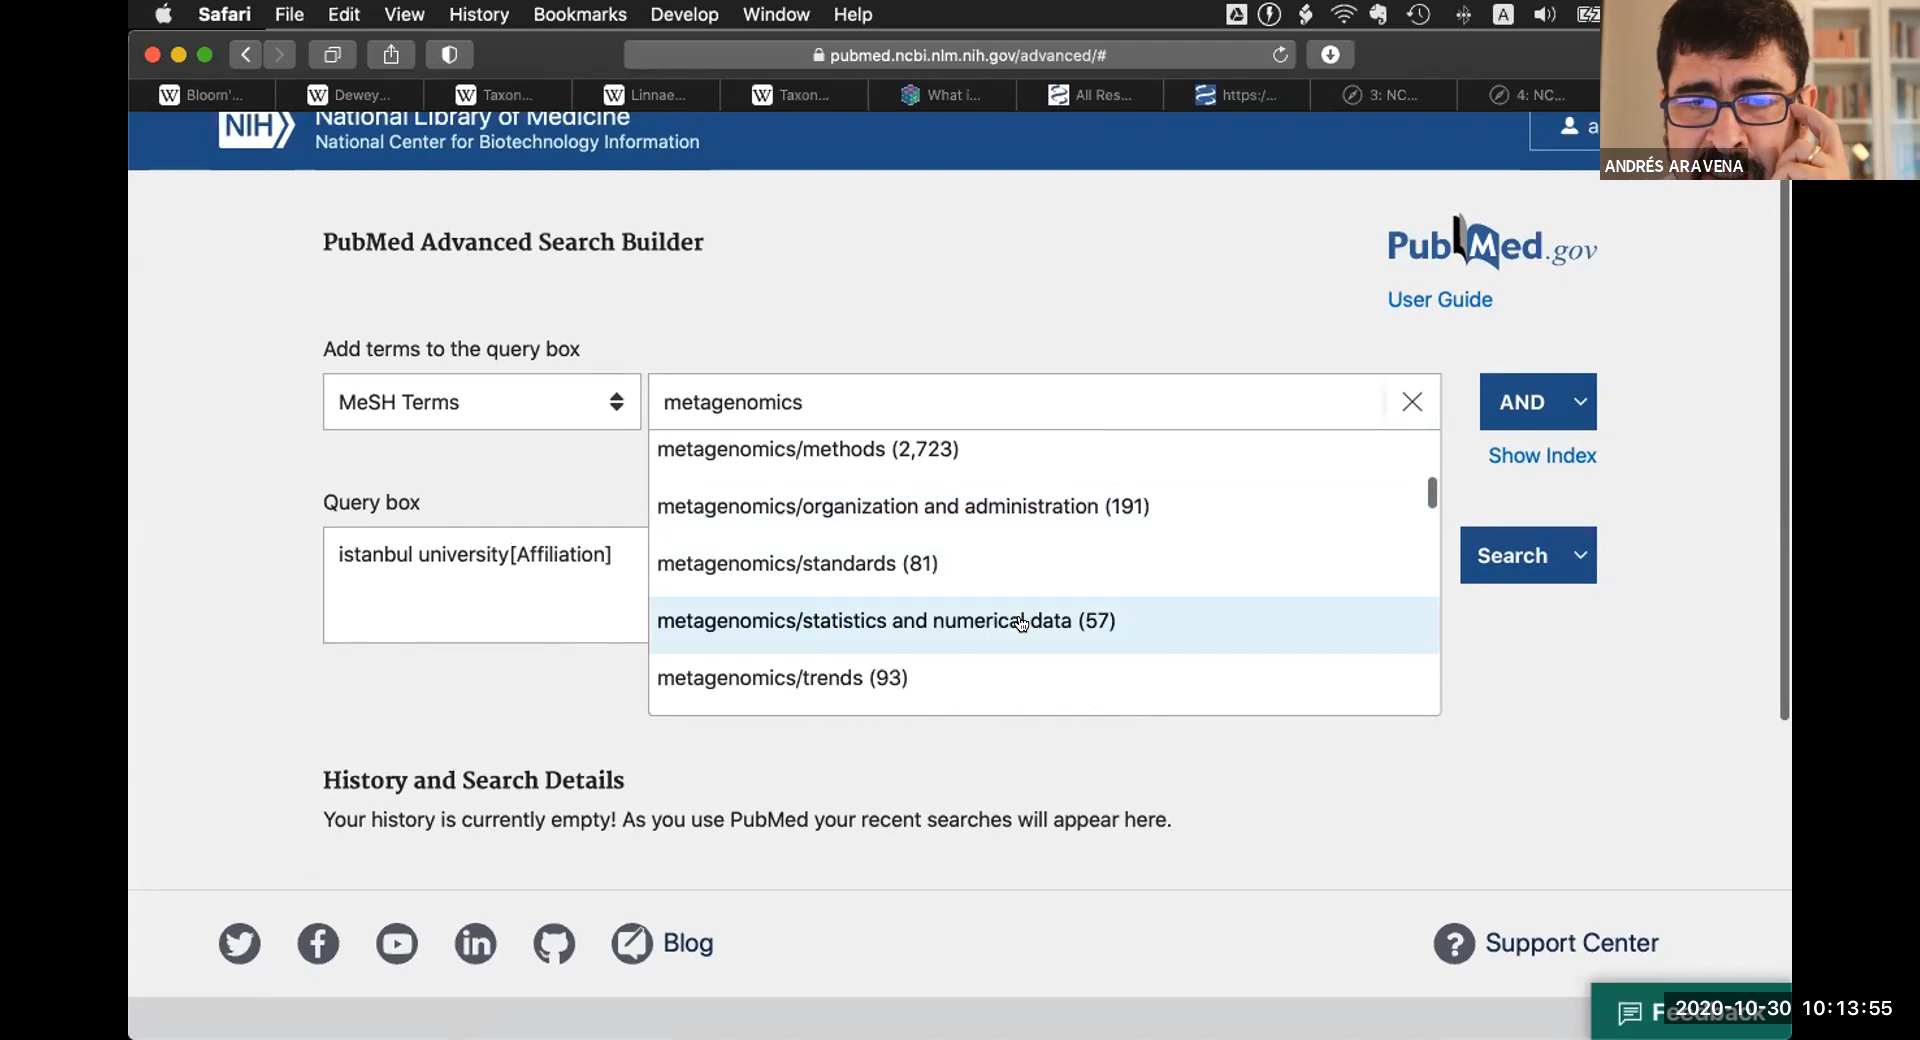 Safari File Edit View History Bookmarks Develop Window Help
A
pubmed.ncbi.nlm.nih.gov/advanced/#
W Bloom'... W Dewey... W Taxon... W Linnae... W Taxon... What i... All Res... https:/... 3: NC... 4: NC...
ANDRÉS ARAVENA
NIH National Library of Medicine
National Center for Biotechnology Information
a
PubMed Advanced Search Builder
PubMed.gov
User Guide
Add terms to the query box
MeSH Terms metagenomics AND
Show Index
metagenomics/methods (2,723)
metagenomics/organization and administration (191)
metagenomics/standards (81)
metagenomics/statistics and numerical data (57)
metagenomics/trends (93)
Query box
istanbul university[Affiliation]
Search
History and Search Details
Your history is currently empty! As you use PubMed your recent searches will appear here.
in Blog ? Support Center
Feedback
2020-10-30 10:13:55